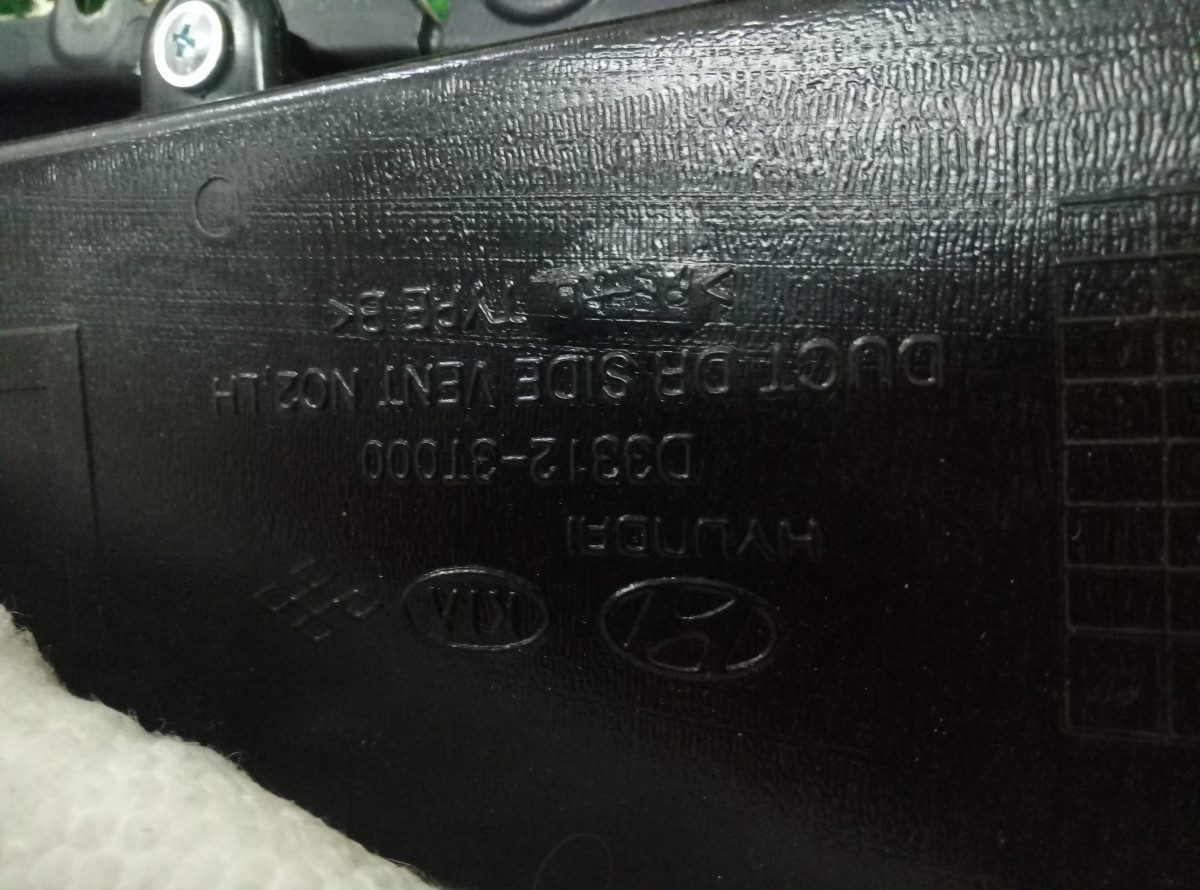 KIA
HYUNDAI
D3312-3T000
DUCT DR SIDE VENT NO2,LH
TYPE B<